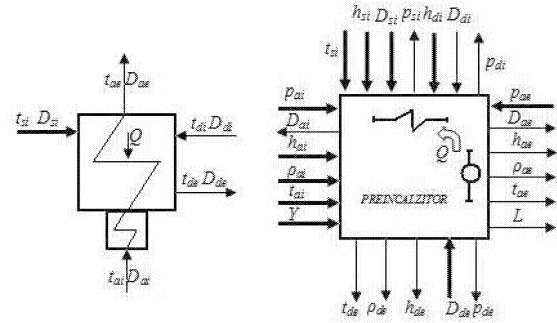 t_ae D_ae
t_si D_si
Q
t_di D_di
t_de D_de
t_ai D_ai
t_si h_si D_si p_si h_di D_di p_di
p_ai
D_ai
h_ai
ρ_ai
t_ai
Y
Q
PREINCALZITOR
p_ae
D_ae
h_ae
ρ_ae
t_ae
L
t_de ρ_de h_de D_de p_de